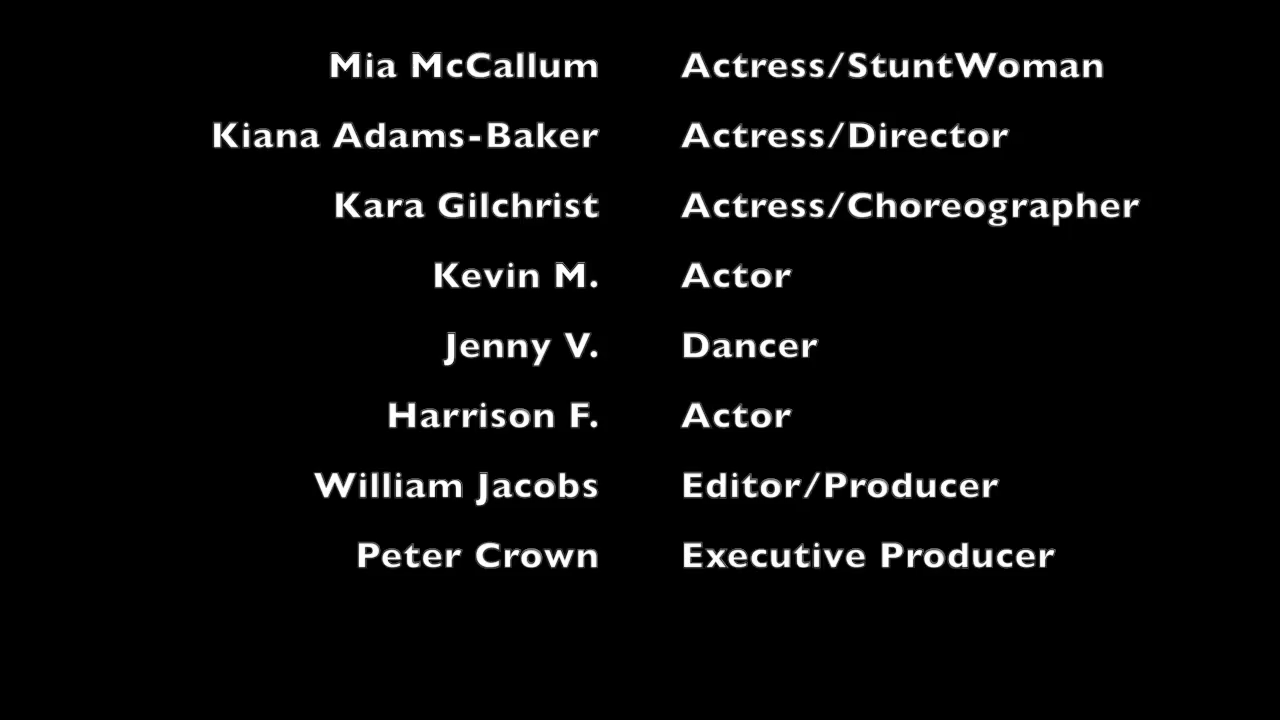 Mia McCallum Actress/StuntWoman
Kiana Adams-Baker Actress/Director
Kara Gilchrist Actress/Choreographer
Kevin M. Actor
Jenny V. Dancer
Harrison F. Actor
William Jacobs Editor/Producer
Peter Crown Executive Producer